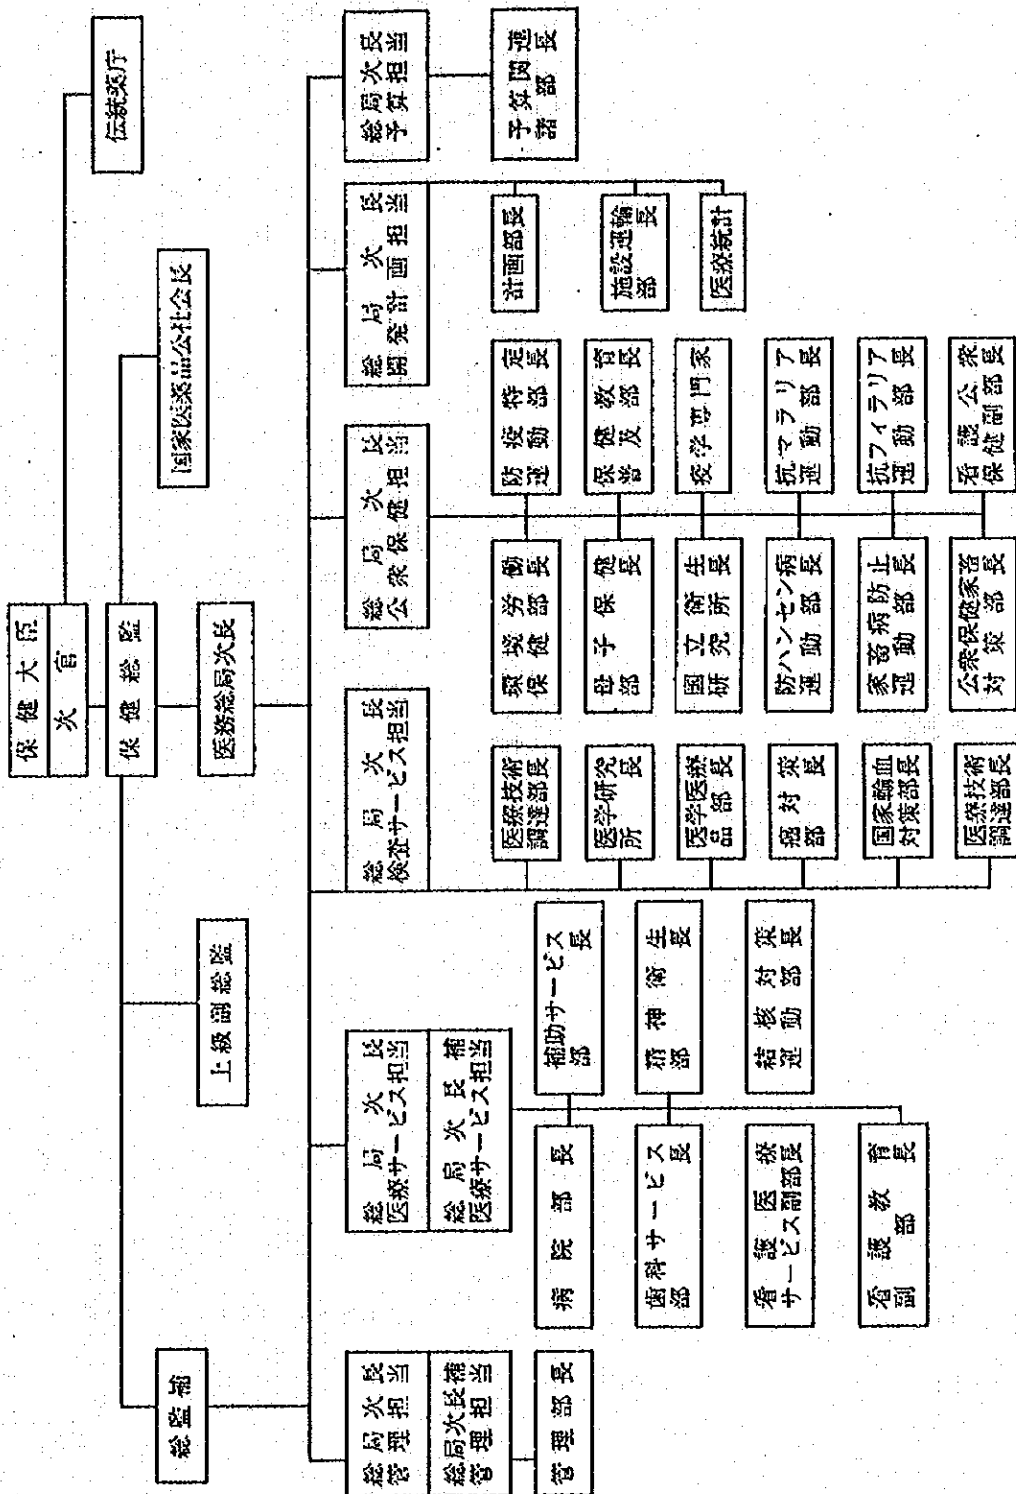 保健大臣
次官
伝統薬庁
保健総監
国家医薬品公社会長
総監補
上級副総監
医務総局次長
総局次長
管理担当
総局次長補
管理担当
管理部長
総局次長
医療サービス担当
総局次長補
医療サービス担当
病院部長
補助サービス
部長
歯科サービス
部長
精神衛生
部長
看護医療
サービス副部長
結核対策
運動部長
看護教育
副部長
総局次長
検査サービス担当
医療技術
調達部長
医学研究
所長
医学医療
品部長
癌対策
部長
国家輸血
対策部長
医療技術
調達部長
総局次長
公衆保健担当
環境労働
保健部長
防疫特定
運動部長
母子保健
部長
保健教育
普及部長
国立衛生
研究所長
疫学専門家
防ハンセン病
運動部長
抗マラリア
運動部長
家畜病防止
運動部長
抗フィラリア
運動部長
公衆保健家畜
対策部長
看護公衆
保健副部長
総局次長
開発計画担当
計画部長
施設運輸
部長
医療統計
総局次長
予算担当
予算関連
諸部長